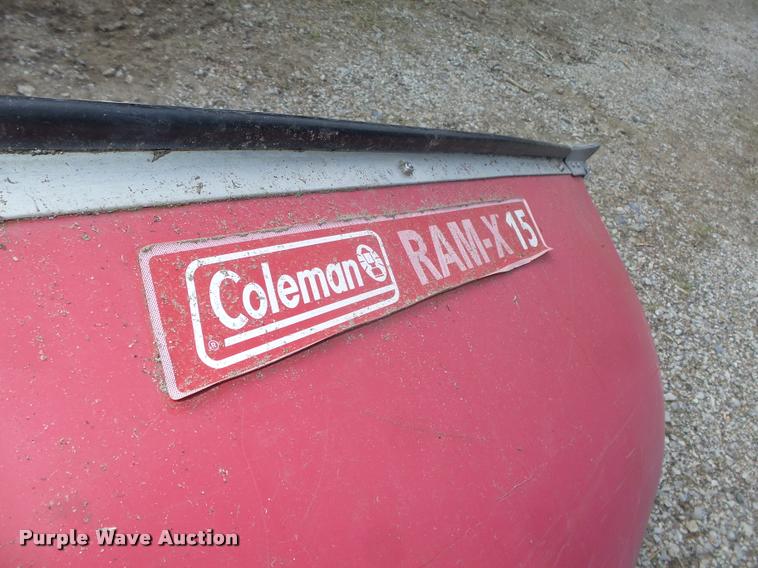 Coleman RAM-X 15
®
Purple Wave Auction